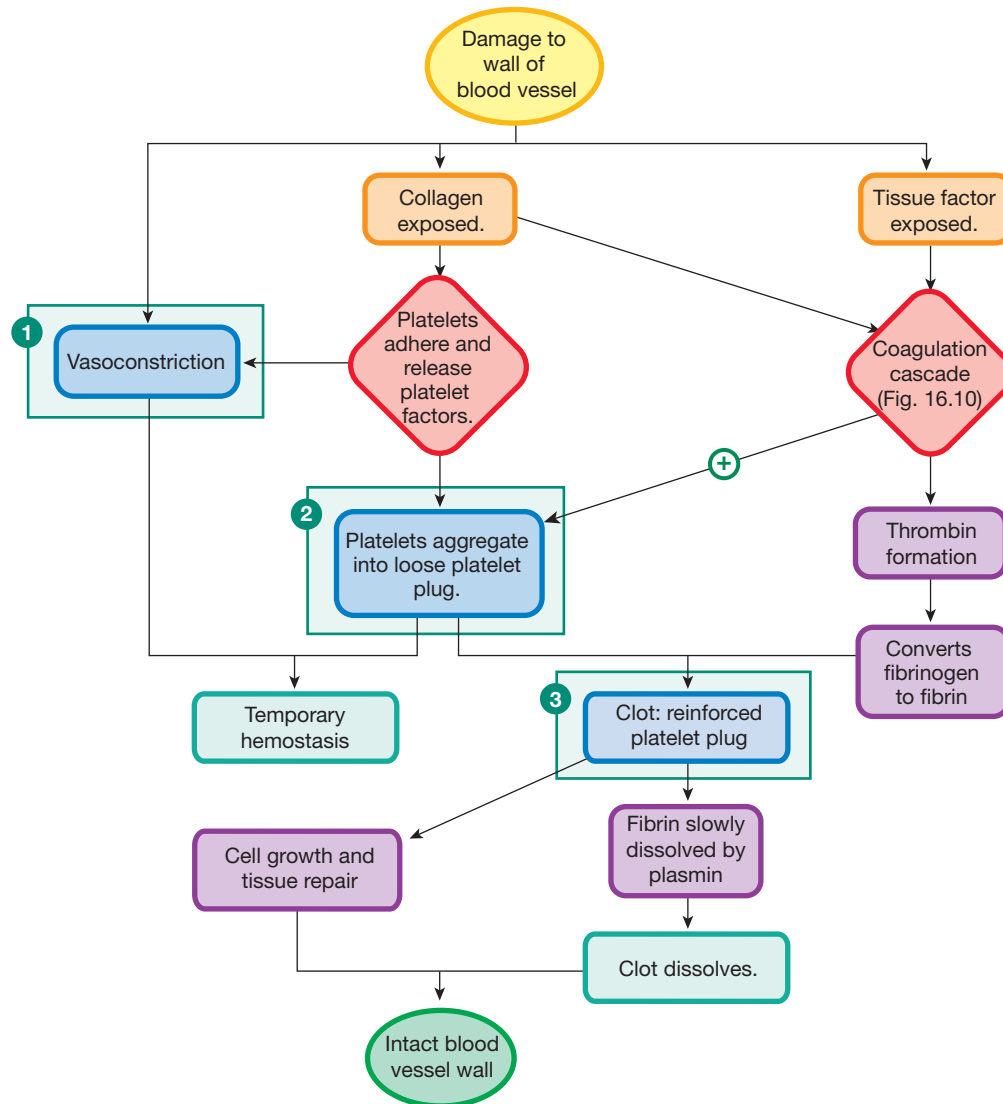 Damage to
wall of
blood vessel
Collagen
exposed.
Tissue factor
exposed.
1
Vasoconstriction
Platelets
adhere and
release
platelet
factors.
Coagulation
cascade
(Fig. 16.10)
+
2
Platelets aggregate
into loose platelet
plug.
Thrombin
formation
Converts
fibrinogen
to fibrin
Temporary
hemostasis
3
Clot: reinforced
platelet plug
Cell growth and
tissue repair
Fibrin slowly
dissolved by
plasmin
Clot dissolves.
Intact blood
vessel wall